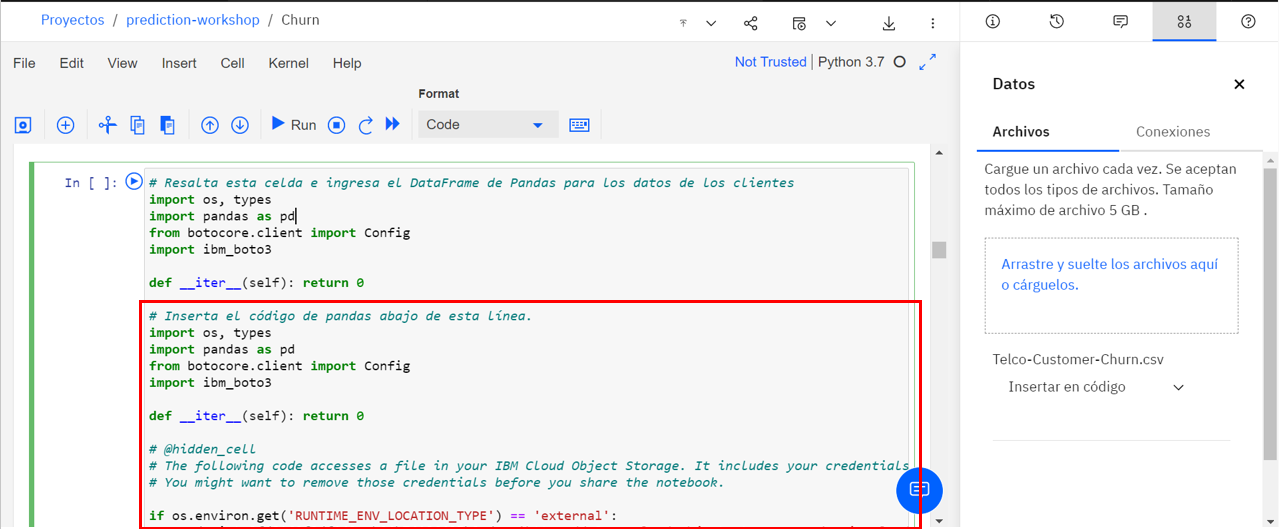 Proyectos / prediction-workshop / Churn
File Edit View Insert Cell Kernel Help
Not Trusted | Python 3.7
Format
Run
Code
In [ ]:
# Resalta esta celda e ingresa el DataFrame de Pandas para los datos de los clientes
import os, types
import pandas as pd
from botocore.client import Config
import ibm_boto3
def __iter__(self): return 0
# Inserta el código de pandas abajo de esta línea.
import os, types
import pandas as pd
from botocore.client import Config
import ibm_boto3
def __iter__(self): return 0
# @hidden_cell
# The following code accesses a file in your IBM Cloud Object Storage. It includes your credentials
# You might want to remove those credentials before you share the notebook.
if os.environ.get('RUNTIME_ENV_LOCATION_TYPE') == 'external':
Datos
Archivos Conexiones
Cargue un archivo cada vez. Se aceptan
todos los tipos de archivos. Tamaño
máximo de archivo 5 GB .
Arrastre y suelte los archivos aquí
o cárguelos.
Telco-Customer-Churn.csv
Insertar en código